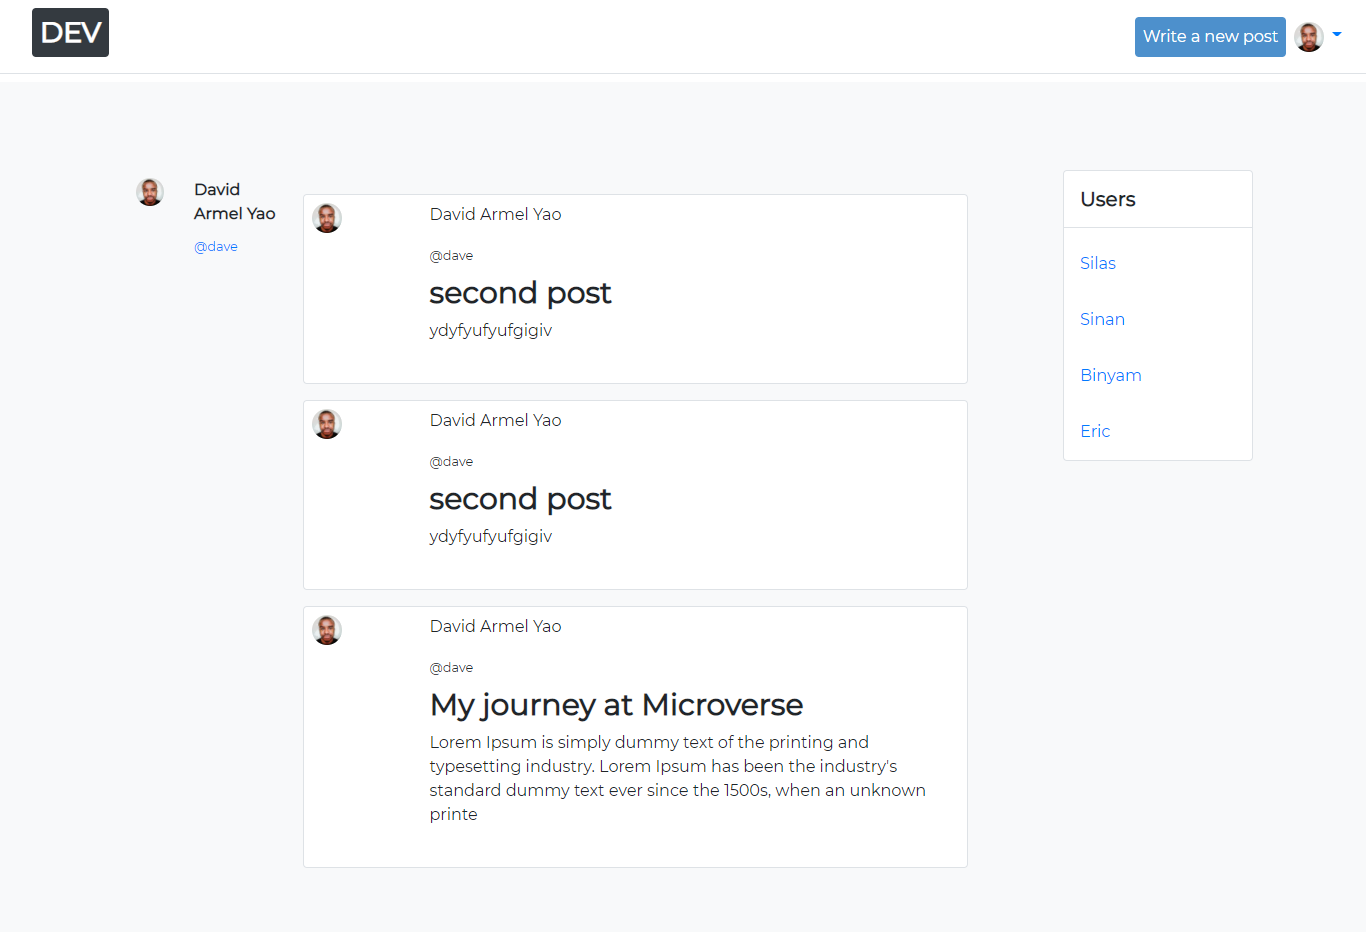 DEV
Write a new post
David
Armel Yao
@dave
David Armel Yao
@dave
second post
ydyfyufyufgigiv
David Armel Yao
@dave
second post
ydyfyufyufgigiv
David Armel Yao
@dave
My journey at Microverse
Lorem Ipsum is simply dummy text of the printing and
typesetting industry. Lorem Ipsum has been the industry's
standard dummy text ever since the 1500s, when an unknown
printe
Users
Silas
Sinan
Binyam
Eric